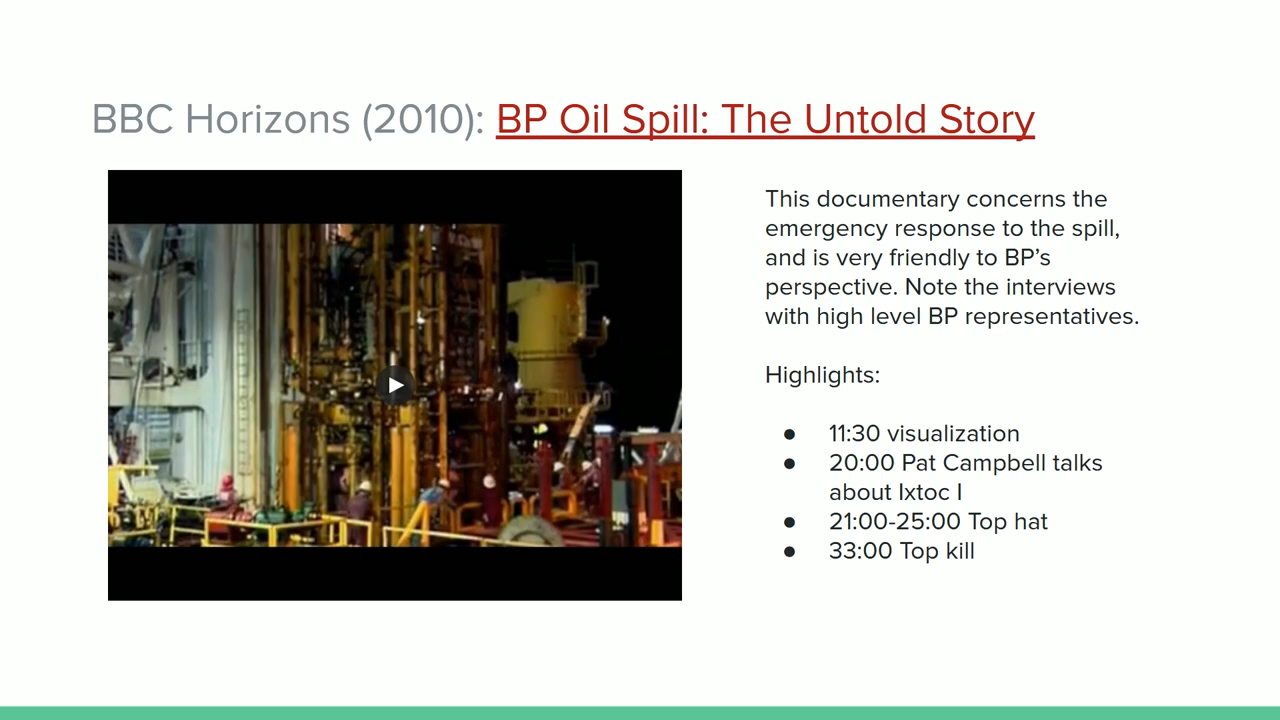 BBC Horizons (2010): BP Oil Spill: The Untold Story
This documentary concerns the
emergency response to the spill,
and is very friendly to BP’s
perspective. Note the interviews
with high level BP representatives.
Highlights:
● 11:30 visualization
● 20:00 Pat Campbell talks
about Ixtoc I
● 21:00-25:00 Top hat
● 33:00 Top kill